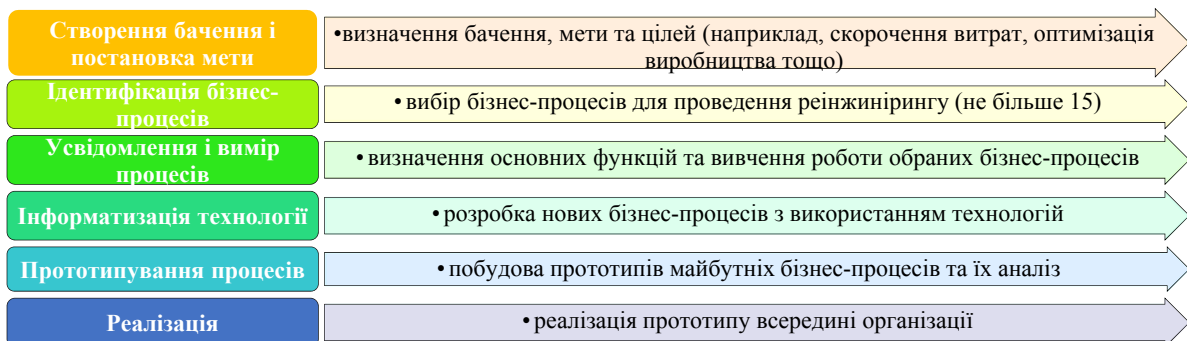 Створення бачення і
постановка мети
•визначення бачення, мети та цілей (наприклад, скорочення витрат, оптимізація
виробництва тощо)
Ідентифікація бізнес-
процесів
•вибір бізнес-процесів для проведення реінжинірингу (не більше 15)
Усвідомлення і вимір
процесів
•визначення основних функцій та вивчення роботи обраних бізнес-процесів
Інформатизація технології
•розробка нових бізнес-процесів з використанням технологій
Прототипування процесів
•побудова прототипів майбутніх бізнес-процесів та їх аналіз
Реалізація
•реалізація прототипу всередині організації